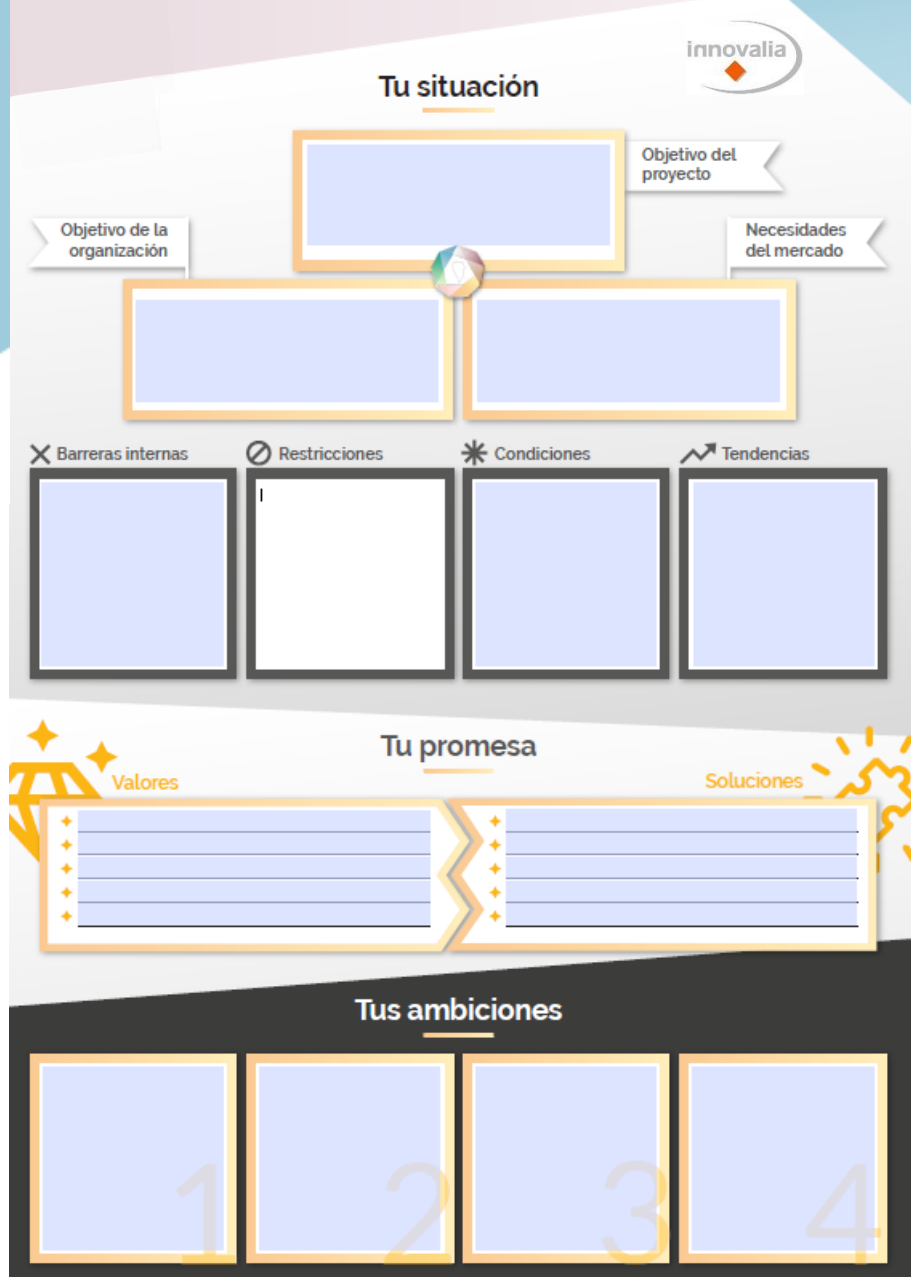 innovalia
Tu situación
Objetivo del
proyecto
Objetivo de la
organización
Necesidades
del mercado
Barreras internas
Restricciones
Condiciones
Tendencias
Tu promesa
Valores
Soluciones
Tus ambiciones
1
2
3
4